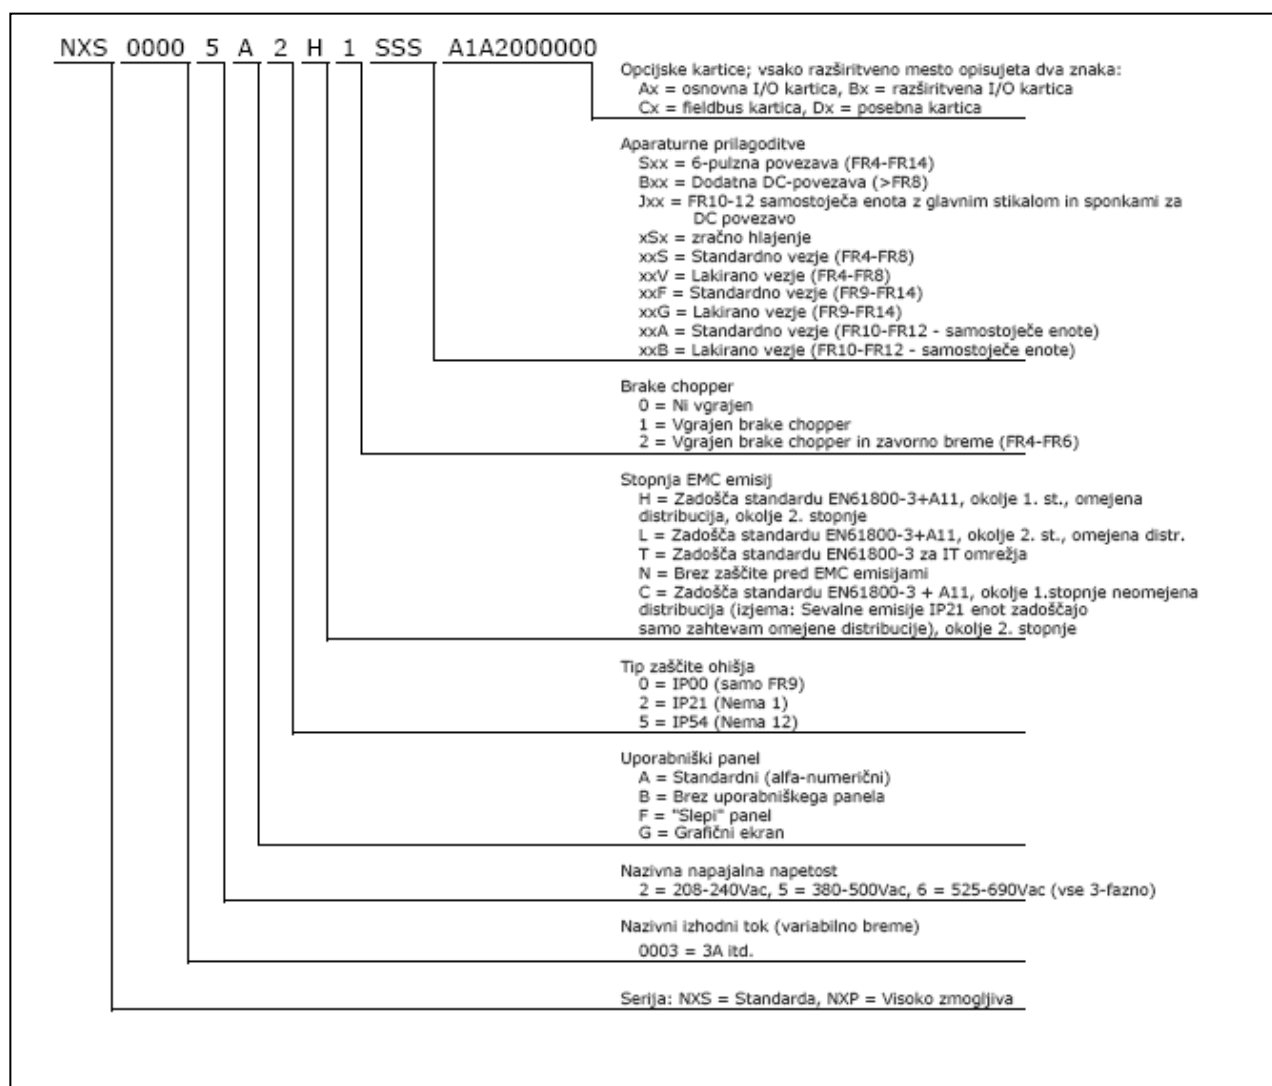 NXS 0000 5 A 2 H 1 SSS A1A2000000
Opcijske kartice; vsako razširitveno mesto opisujeta dva znaka:
Ax = osnovna I/O kartica, Bx = razširitvena I/O kartica
Cx = fieldbus kartica, Dx = posebna kartica
Aparaturne prilagoditve
Sxx = 6-pulzna povezava (FR4-FR14)
Bxx = Dodatna DC-povezava (>FR8)
Jxx = FR10-12 samostoječa enota z glavnim stikalom in sponkami za
DC povezavo
xSx = zračno hlajenje
xxS = Standardno vezje (FR4-FR8)
xxV = Lakirano vezje (FR4-FR8)
xxF = Standardno vezje (FR9-FR14)
xxG = Lakirano vezje (FR9-FR14)
xxA = Standardno vezje (FR10-FR12 - samostoječe enote)
xxB = Lakirano vezje (FR10-FR12 - samostoječe enote)
Brake chopper
0 = Ni vgrajen
1 = Vgrajen brake chopper
2 = Vgrajen brake chopper in zavorno breme (FR4-FR6)
Stopnja EMC emisij
H = Zadošča standardu EN61800-3+A11, okolje 1. st., omejena
distribucija, okolje 2. stopnje
L = Zadošča standardu EN61800-3+A11, okolje 2. st., omejena distr.
T = Zadošča standardu EN61800-3 za IT omrežja
N = Brez zaščite pred EMC emisijami
C = Zadošča standardu EN61800-3 + A11, okolje 1.stopnje neomejena
distribucija (izjema: Sevalne emisije IP21 enot zadoščajo
samo zahtevam omejene distribucije), okolje 2. stopnje
Tip zaščite ohišja
0 = IP00 (samo FR9)
2 = IP21 (Nema 1)
5 = IP54 (Nema 12)
Uporabniški panel
A = Standardni (alfa-numerični)
B = Brez uporabniškega panela
F = "Slepi" panel
G = Grafični ekran
Nazivna napajalna napetost
2 = 208-240Vac, 5 = 380-500Vac, 6 = 525-690Vac (vse 3-fazno)
Nazivni izhodni tok (variabilno breme)
0003 = 3A itd.
Serija: NXS = Standarda, NXP = Visoko zmogljiva